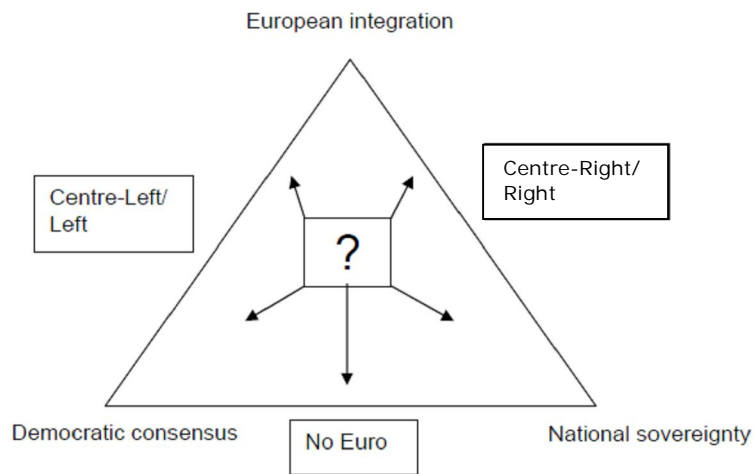 European integration
Centre-Left/
Left
Centre-Right/
Right
?
Democratic consensus
No Euro
National sovereignty